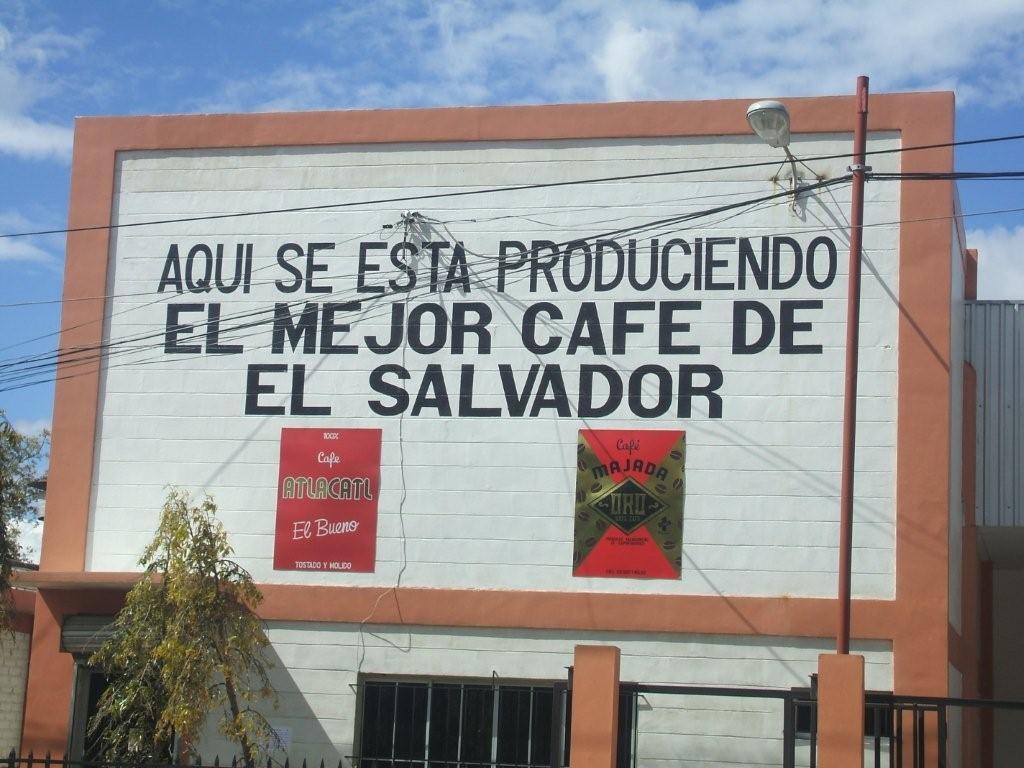 AQUI SE ESTA PRODUCIENDO
EL MEJOR CAFE DE
EL SALVADOR
100%
Cafe
ATLACATL
El Bueno
TOSTADO Y MOLIDO
Café
MAJADA
ORO